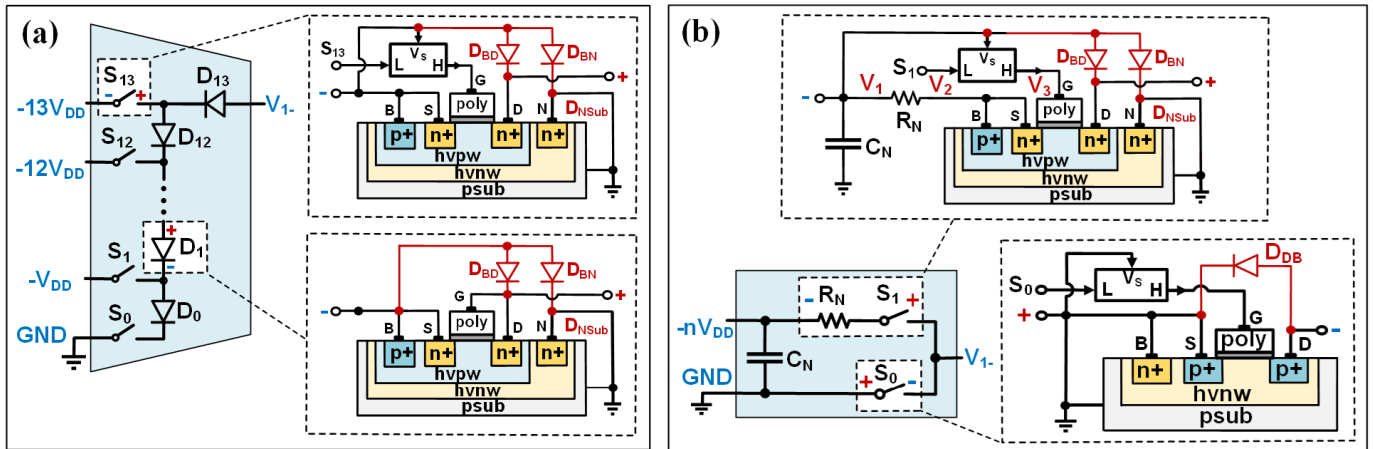 (a)
S13
D13
-13VDD
V1-
- +
S12
D12
-12VDD
+
D1
-
S1
-VDD
S0
D0
GND
S13
VS
L H
DBD
DBN
G
+
-
B S poly D N
DNSub
p+ n+ n+ n+
hvpw
hvnw
psub
DBD
DBN
G
+
-
B S poly D N
DNSub
p+ n+ n+ n+
hvpw
hvnw
psub
(b)
S1
VS
L H
DBD
DBN
V1 V2 V3
G
+
-
RN
B S poly D N
DNSub
CN
p+ n+ n+ n+
hvpw
hvnw
psub
- RN S1 +
-nVDD
CN
V1-
GND
+ S0 -
S0
VS
L H
DDB
+
G
-
B S poly D
n+ p+ p+
hvnw
psub